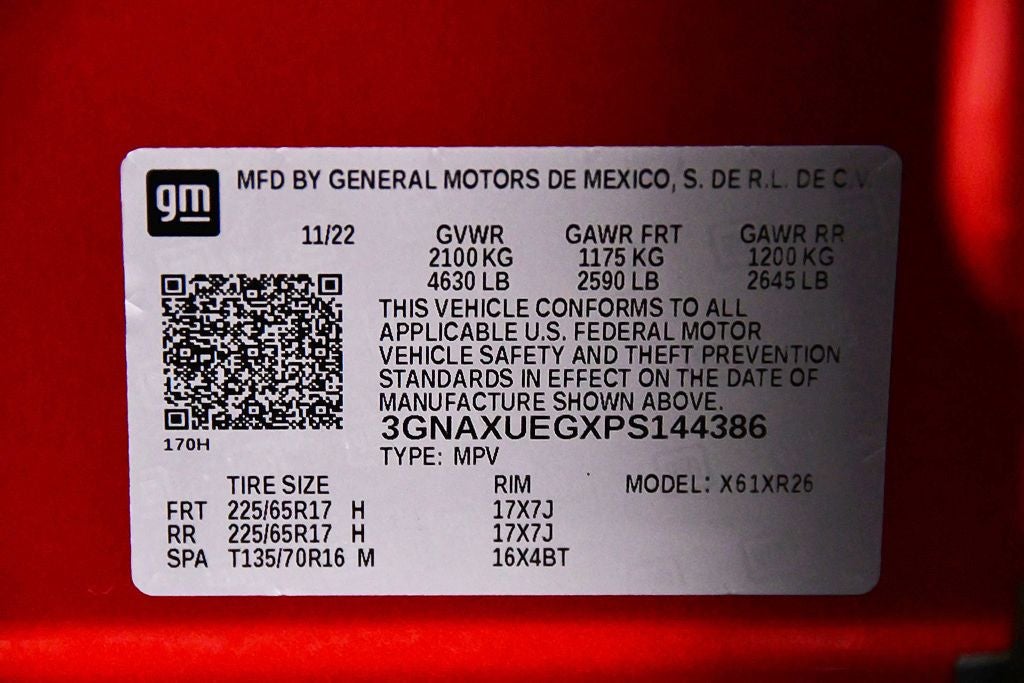 gm
MFD BY GENERAL MOTORS DE MEXICO, S. DE R.L. DE C.V.
11/22 GVWR GAWR FRT GAWR RR
2100 KG 1175 KG 1200 KG
4630 LB 2590 LB 2645 LB
THIS VEHICLE CONFORMS TO ALL
APPLICABLE U.S. FEDERAL MOTOR
VEHICLE SAFETY AND THEFT PREVENTION
STANDARDS IN EFFECT ON THE DATE OF
MANUFACTURE SHOWN ABOVE.
3GNAXUEGXPS144386
170H
TYPE: MPV
TIRE SIZE RIM MODEL: X61XR26
FRT 225/65R17 H 17X7J
RR 225/65R17 H 17X7J
SPA T135/70R16 M 16X4BT